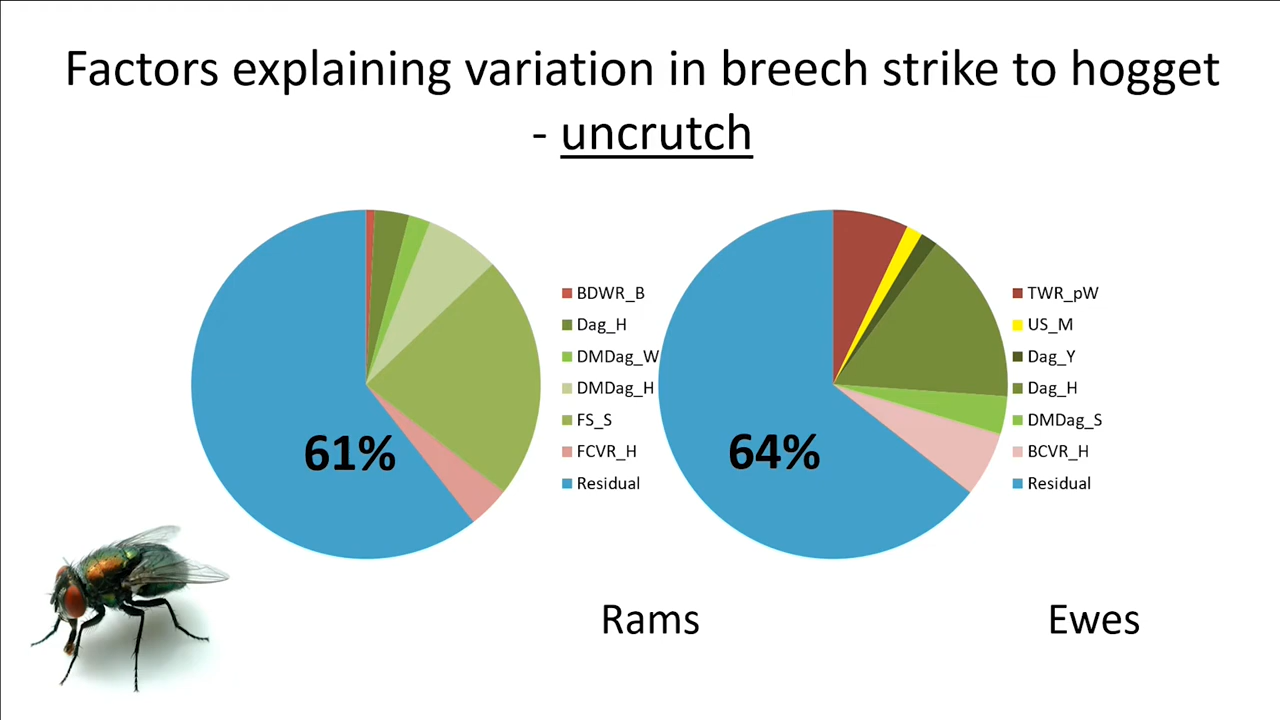 Factors explaining variation in breech strike to hogget
- uncrutch
BDWR_B
Dag_H
DMDag_W
DMDag_H
FS_S
FCVR_H
Residual
61%
TWR_pW
US_M
Dag_Y
Dag_H
DMDag_S
BCVR_H
Residual
64%
Rams
Ewes